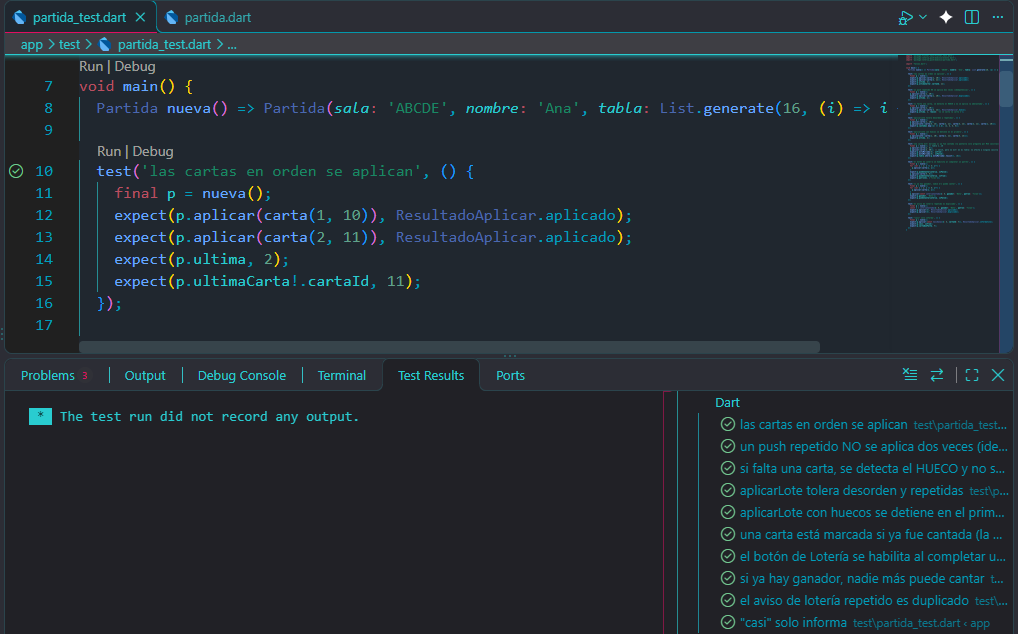 partida_test.dart
partida.dart
app > test > partida_test.dart > ...
Run | Debug
7 void main() {
8 Partida nueva() => Partida(sala: 'ABCDE', nombre: 'Ana', tabla: List.generate(16, (i) => i
9
Run | Debug
10 test('las cartas en orden se aplican', () {
11 final p = nueva();
12 expect(p.aplicar(carta(1, 10)), ResultadoAplicar.aplicado);
13 expect(p.aplicar(carta(2, 11)), ResultadoAplicar.aplicado);
14 expect(p.ultima, 2);
15 expect(p.ultimaCarta!.cartaId, 11);
16 });
17
Problems 3 | Output | Debug Console | Terminal Test Results Ports
* The test run did not record any output.
Dart
las cartas en orden se aplican test\partida_test...
un push repetido NO se aplica dos veces (ide...
si falta una carta, se detecta el HUECO y no s...
aplicarLote tolera desorden y repetidas test\p...
aplicarLote con huecos se detiene en el prim...
una carta está marcada si ya fue cantada (la ...
el botón de Lotería se habilita al completar u...
si ya hay ganador, nadie más puede cantar t...
el aviso de lotería repetido es duplicado test\...
"casi" solo informa test\partida_test.dart • app